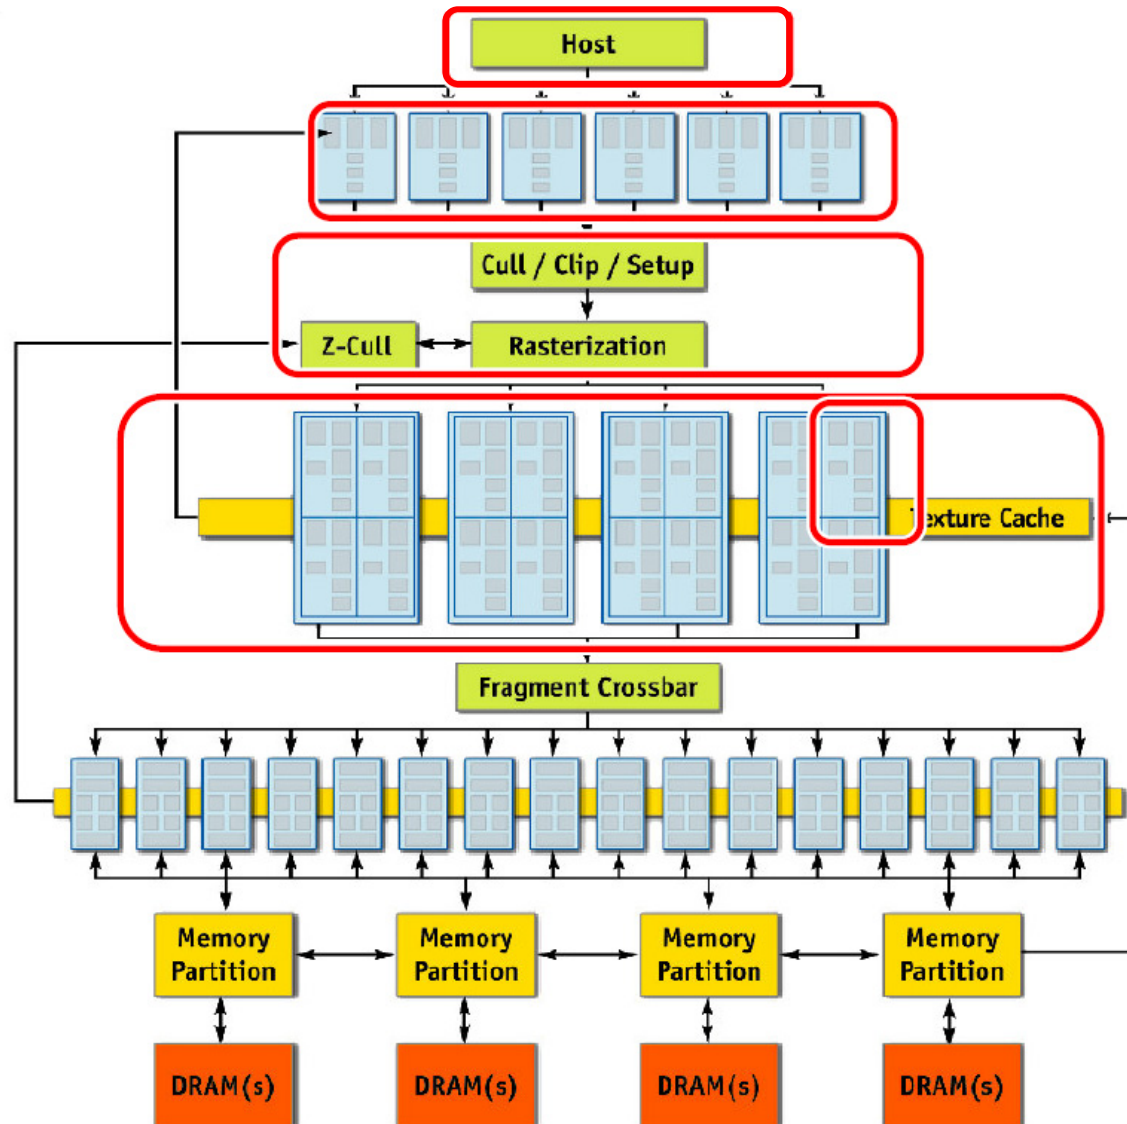 Host
Cull / Clip / Setup
Z-Cull
Rasterization
Texture Cache
Fragment Crossbar
Memory
Partition
Memory
Partition
Memory
Partition
Memory
Partition
DRAM(s)
DRAM(s)
DRAM(s)
DRAM(s)